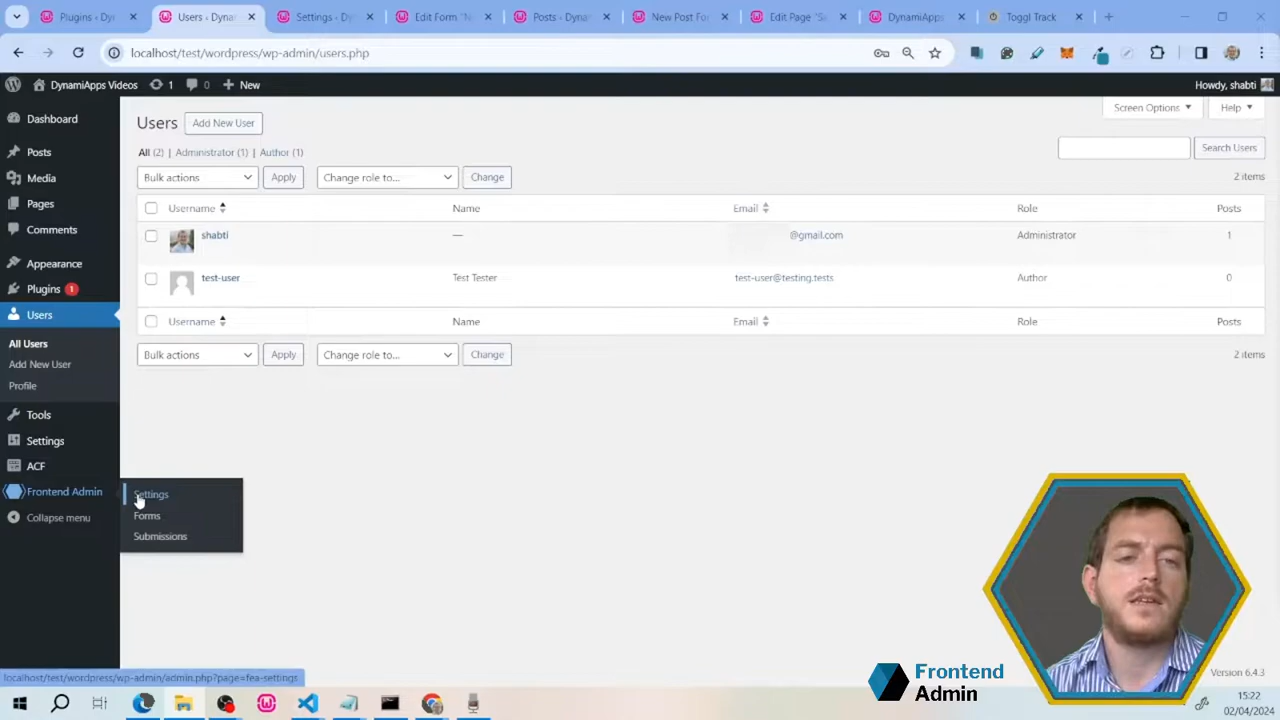 Plugins ‹ Dyn
Users ‹ Dynar
Settings ‹ Dyn
Edit Form "N
Posts ‹ Dynam
New Post For
Edit Page "Sa
DynamiApps
Toggl Track
localhost/test/wordpress/wp-admin/users.php
DynamiApps Videos
1
0
New
Howdy, shabti
Dashboard
Posts
Media
Pages
Comments
Appearance
Plugins 1
Users
All Users
Add New User
Profile
Tools
Settings
ACF
Frontend Admin
Collapse menu
Settings
Forms
Submissions
Users Add New User
Screen Options
Help
All (2) | Administrator (1) | Author (1)
Search Users
Bulk actions Apply Change role to... Change
2 items
Username Name Email Role Posts
shabti — @gmail.com Administrator 1
test-user Test Tester test-user@testing.tests Author 0
Username Name Email Role Posts
Bulk actions Apply Change role to... Change
2 items
Frontend
Admin
Version 6.4.3
localhost/test/wordpress/wp-admin/admin.php?page=fea-settings
15:22
02/04/2024